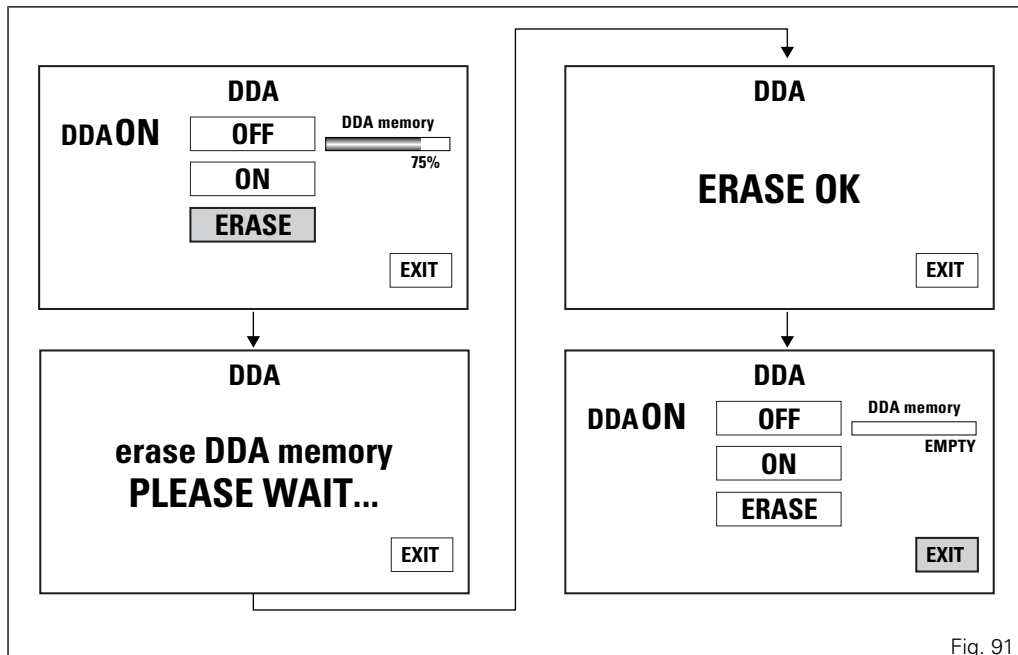 DDA
DDA ON
OFF
DDA memory
75%
ON
ERASE
EXIT
DDA
erase DDA memory
PLEASE WAIT...
EXIT
DDA
ERASE OK
EXIT
DDA
DDA ON
OFF
DDA memory
EMPTY
ON
ERASE
EXIT
Fig. 91